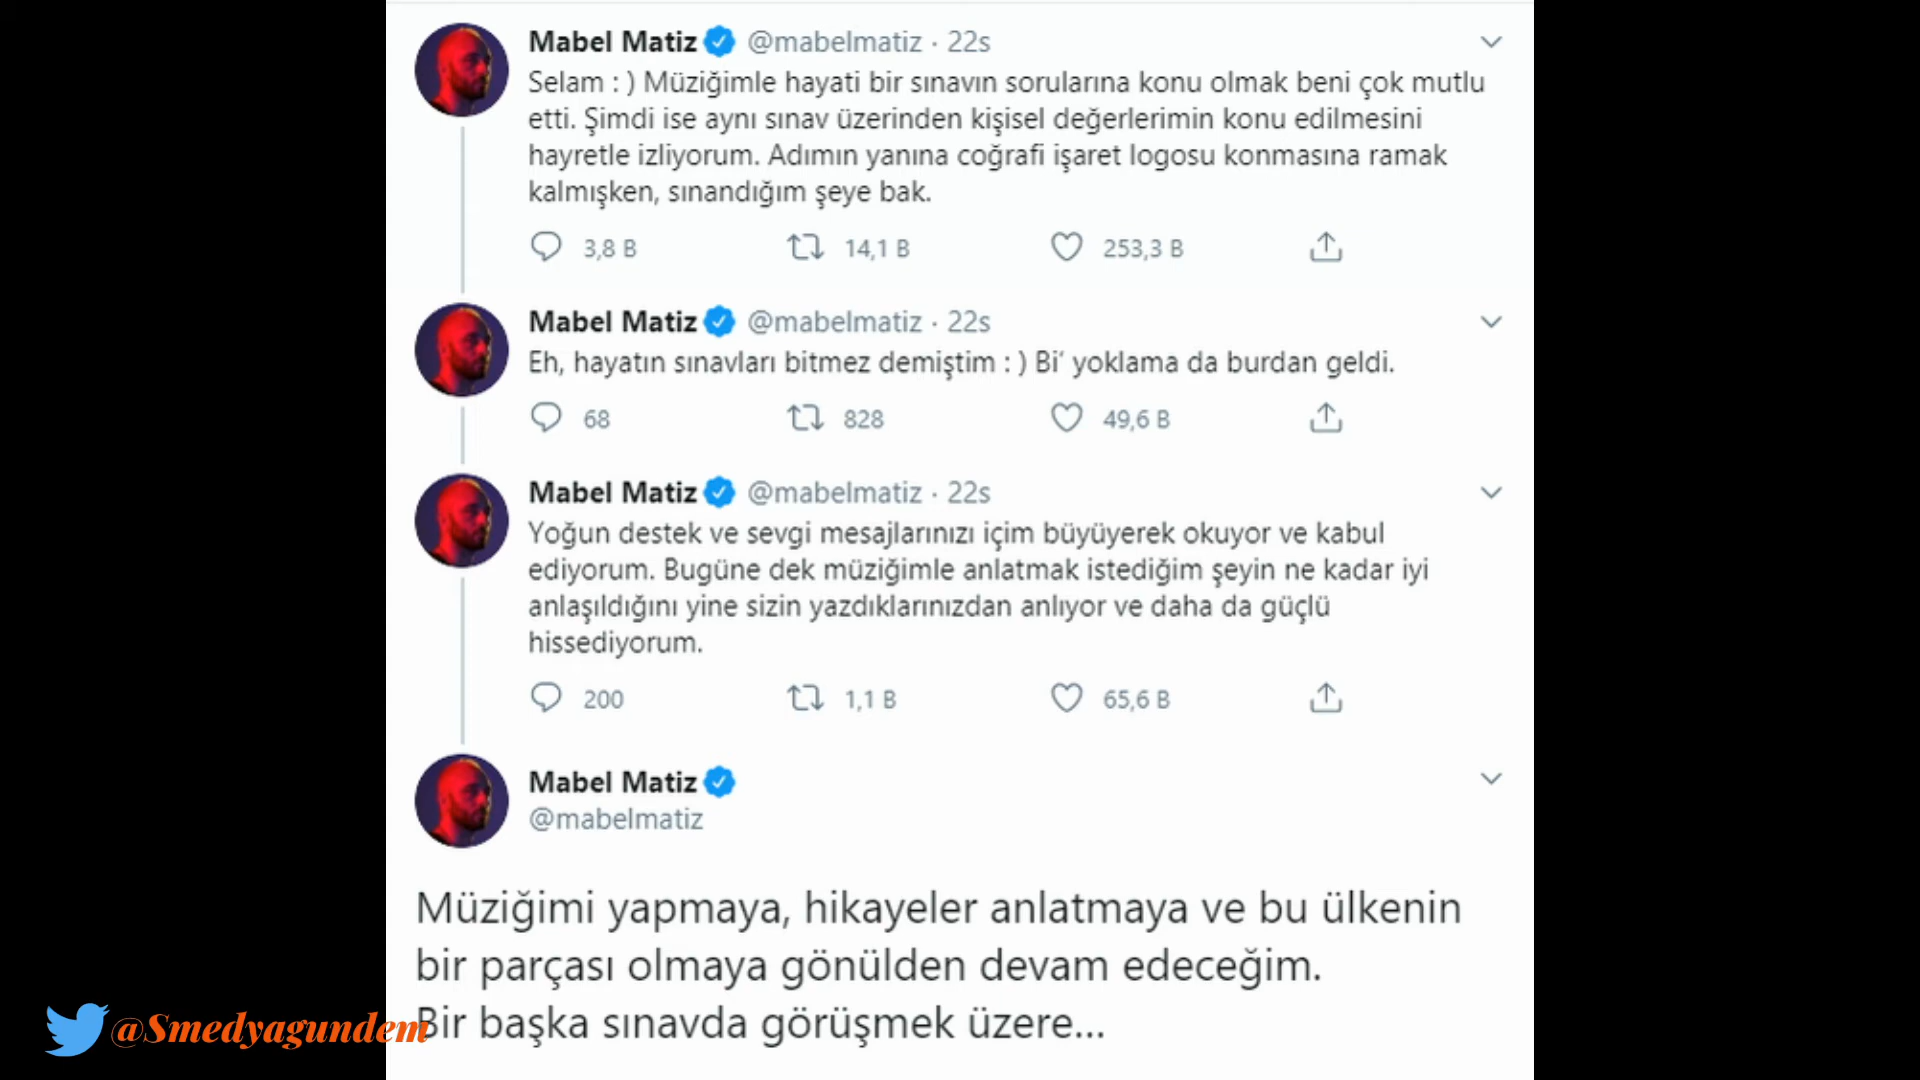 Mabel Matiz @mabelmatiz · 22s
Selam : ) Müziğimle hayati bir sınavın sorularına konu olmak beni çok mutlu
etti. Şimdi ise aynı sınav üzerinden kişisel değerlerimin konu edilmesini
hayretle izliyorum. Adımın yanına coğrafi işaret logosu konmasına ramak
kalmışken, sınandığım şeye bak.
3,8 B 14,1 B 253,3 B
Mabel Matiz @mabelmatiz · 22s
Eh, hayatın sınavları bitmez demiştim : ) Bi' yoklama da burdan geldi.
68 828 49,6 B
Mabel Matiz @mabelmatiz · 22s
Yoğun destek ve sevgi mesajlarınızı içim büyüyerek okuyor ve kabul
ediyorum. Bugüne dek müziğimle anlatmak istediğim şeyin ne kadar iyi
anlaşıldığını yine sizin yazdıklarınızdan anlıyor ve daha da güçlü
hissediyorum.
200 1,1 B 65,6 B
Mabel Matiz
@mabelmatiz
Müziğimi yapmaya, hikayeler anlatmaya ve bu ülkenin
bir parçası olmaya gönülden devam edeceğim.
Bir başka sınavda görüşmek üzere...
@Smedyagundem